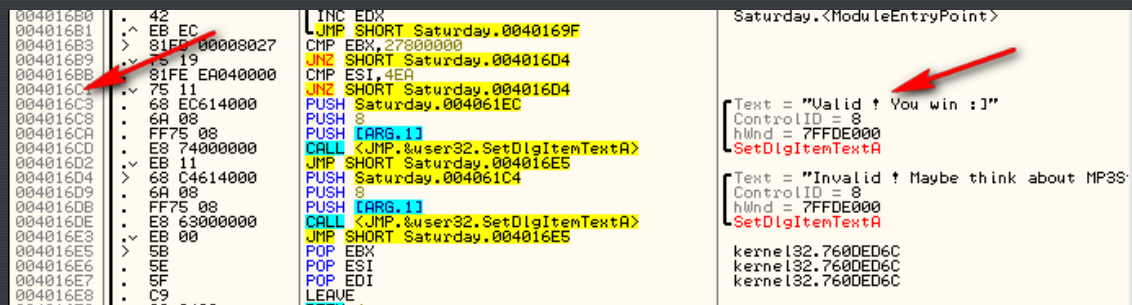 004016B0 . 42 INC EDX Saturday.<ModuleEntryPoint>
004016B1 .^ EB EC JMP SHORT Saturday.0040169F
004016B3 > 81FB 00008027 CMP EBX,27800000
004016B9 .v 75 19 JNZ SHORT Saturday.004016D4
004016BB . 81FE EA040000 CMP ESI,4EA
004016C1 .v 75 11 JNZ SHORT Saturday.004016D4
004016C3 . 68 EC614000 PUSH Saturday.004061EC Text = "Valid ! You win :]"
004016C8 . 6A 08 PUSH 8 ControlID = 8
004016CA . FF75 08 PUSH [ARG.1] hWnd = 7FFDE000
004016CD . E8 74000000 CALL <JMP.&user32.SetDlgItemTextA> SetDlgItemTextA
004016D2 .v EB 11 JMP SHORT Saturday.004016E5
004016D4 > 68 C4614000 PUSH Saturday.004061C4 Text = "Invalid ! Maybe think about MP3S
004016D9 . 6A 08 PUSH 8 ControlID = 8
004016DB . FF75 08 PUSH [ARG.1] hWnd = 7FFDE000
004016DE . E8 63000000 CALL <JMP.&user32.SetDlgItemTextA> SetDlgItemTextA
004016E3 .v EB 00 JMP SHORT Saturday.004016E5
004016E5 > 5B POP EBX kernel32.760DED6C
004016E6 . 5E POP ESI kernel32.760DED6C
004016E7 . 5F POP EDI kernel32.760DED6C
004016E8 . C9 LEAVE